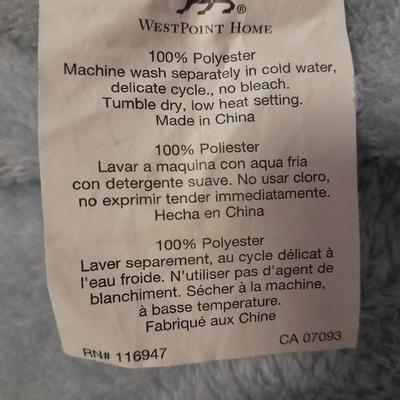 ®
WESTPOINT HOME
100% Polyester
Machine wash separately in cold water,
delicate cycle., no bleach.
Tumble dry, low heat setting.
Made in China
100% Poliester
Lavar a maquina con aqua fria
con detergente suave. No usar cloro,
no exprimir tender immediatamente.
Hecha en China
100% Polyester
Laver separement, au cycle délicat à
l'eau froide. N'utiliser pas d'agent de
blanchiment. Sécher à la machine,
à basse temperature.
Fabriqué aux Chine
RN# 116947
CA 07093